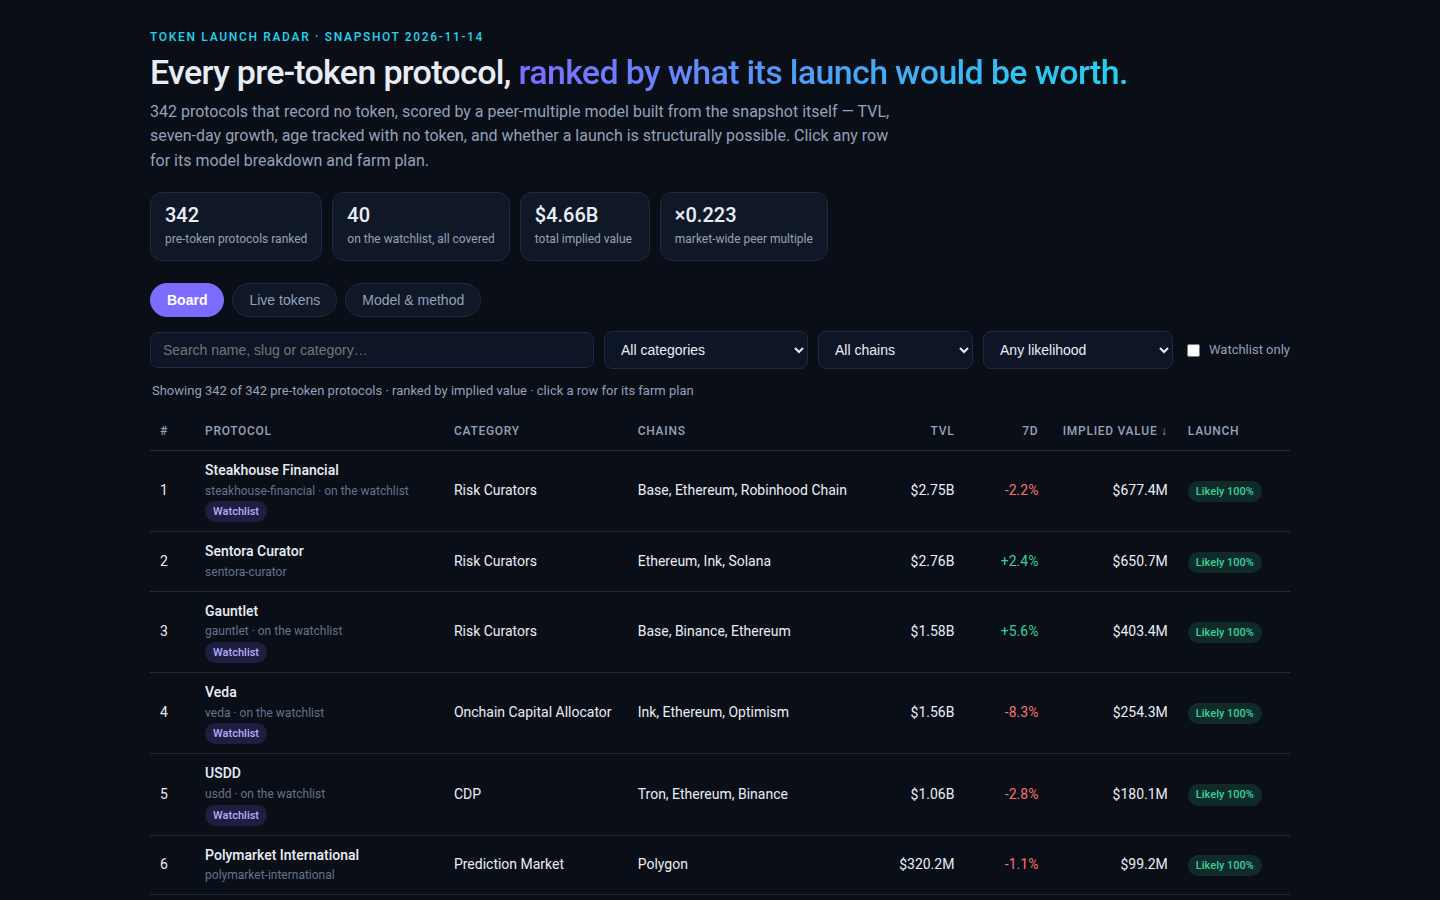 TOKEN LAUNCH RADAR · SNAPSHOT 2026-11-14
Every pre-token protocol, ranked by what its launch would be worth.
342 protocols that record no token, scored by a peer-multiple model built from the snapshot itself — TVL,
seven-day growth, age tracked with no token, and whether a launch is structurally possible. Click any row
for its model breakdown and farm plan.
342
pre-token protocols ranked
40
on the watchlist, all covered
$4.66B
total implied value
×0.223
market-wide peer multiple
Board
Live tokens
Model & method
Search name, slug or category…
All categories
All chains
Any likelihood
Watchlist only
Showing 342 of 342 pre-token protocols · ranked by implied value · click a row for its farm plan
# PROTOCOL CATEGORY CHAINS TVL 7D IMPLIED VALUE ↓ LAUNCH
Steakhouse Financial
steakhouse-financial · on the watchlist
Watchlist
1 Risk Curators Base, Ethereum, Robinhood Chain $2.75B -2.2% $677.4M Likely 100%
Sentora Curator
sentora-curator
2 Risk Curators Ethereum, Ink, Solana $2.76B +2.4% $650.7M Likely 100%
Gauntlet
gauntlet · on the watchlist
Watchlist
3 Risk Curators Base, Binance, Ethereum $1.58B +5.6% $403.4M Likely 100%
Veda
veda · on the watchlist
Watchlist
4 Onchain Capital Allocator Ink, Ethereum, Optimism $1.56B -8.3% $254.3M Likely 100%
USDD
usdd · on the watchlist
Watchlist
5 CDP Tron, Ethereum, Binance $1.06B -2.8% $180.1M Likely 100%
Polymarket International
polymarket-international
6 Prediction Market Polygon $320.2M -1.1% $99.2M Likely 100%